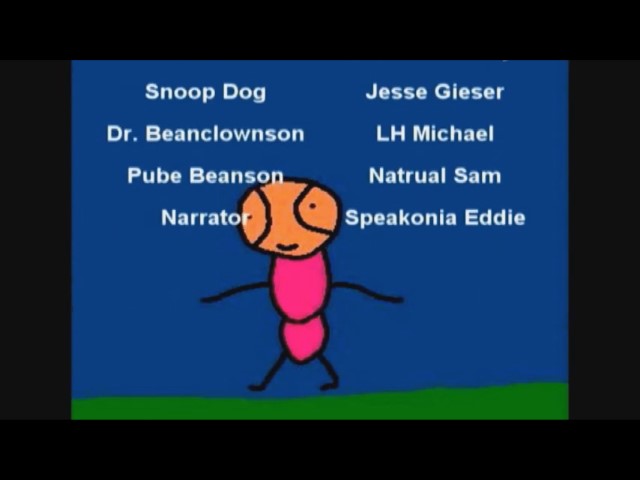 Snoop Dog Jesse Gieser
Dr. Beanclownson LH Michael
Pube Beanson Natrual Sam
Narrator Speakonia Eddie